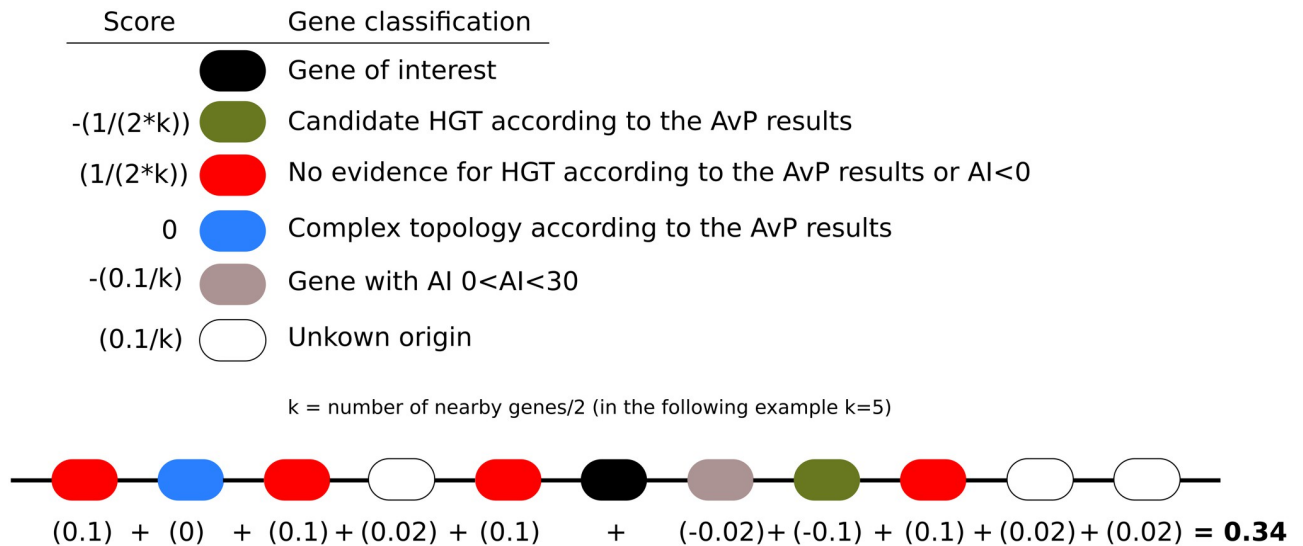 Score Gene classification
Gene of interest
-(1/(2*k)) Candidate HGT according to the AvP results
(1/(2*k)) No evidence for HGT according to the AvP results or AI<0
0 Complex topology according to the AvP results
-(0.1/k) Gene with AI 0<AI<30
(0.1/k) Unkown origin
k = number of nearby genes/2 (in the following example k=5)
(0.1) + (0) + (0.1) + (0.02) + (0.1) + (-0.02) + (-0.1) + (0.1) + (0.02) + (0.02) = 0.34